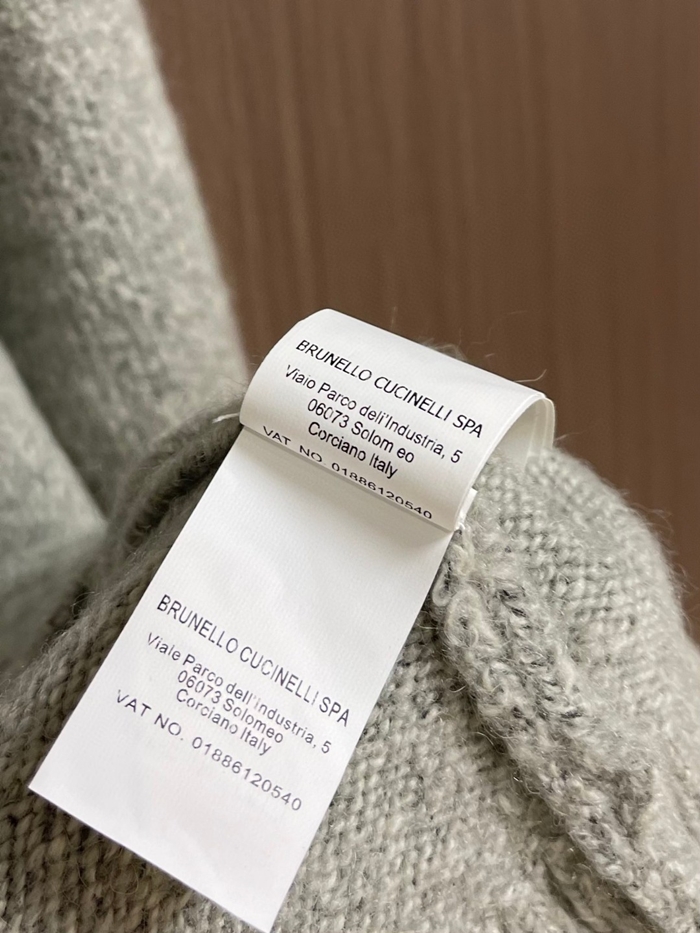 BRUNELLO CUCINELLI SPA
Viaio Parco dell'Industria, 5
06073 Solom eo
Corciano Italy
VAT NO. 01886120540
BRUNELLO CUCINELLI SPA
Viale Parco dell'industria, 5
06073 Solomeo
Corciano Italy
VAT NO. 01886120540